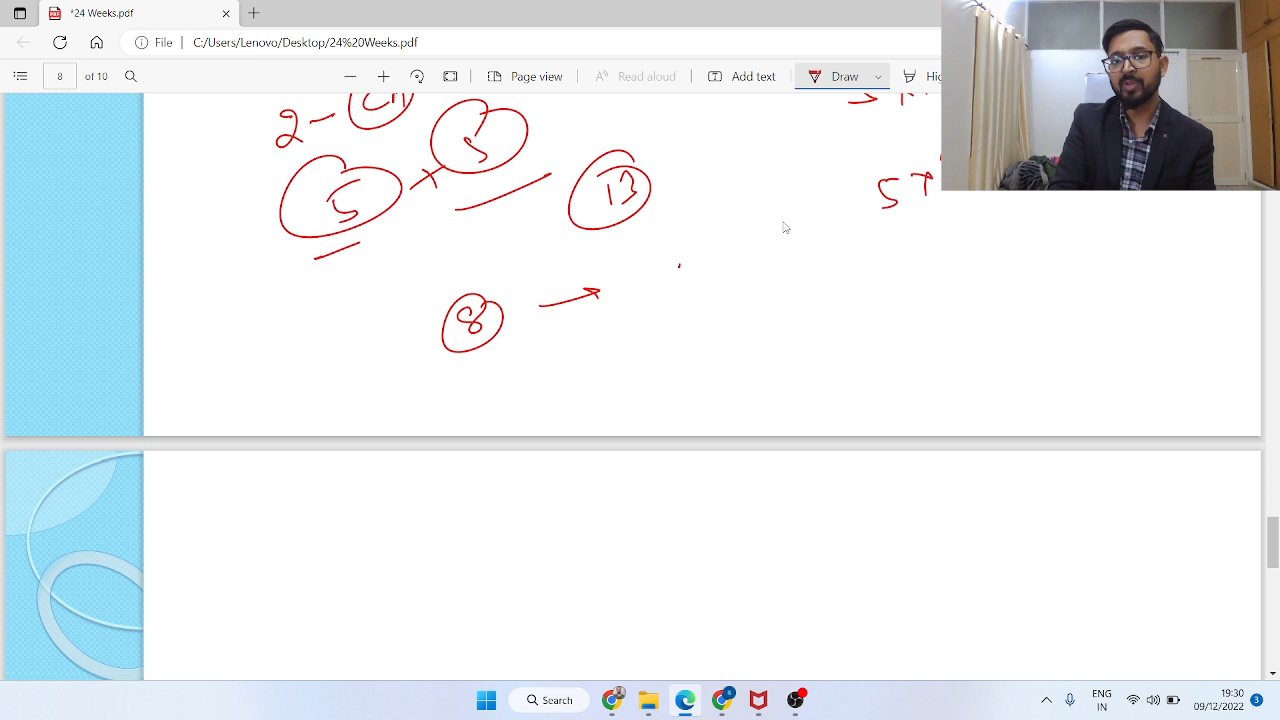 *24 Weeks.pdf
File C:/Users/Lenovo/Desktop/24%20Weeks.pdf
8 of 10 Page view Read aloud Add text Draw
2 -
5
5 × 13
5
8 →
Search
ENG
IN
19:30
09/12/2022
3